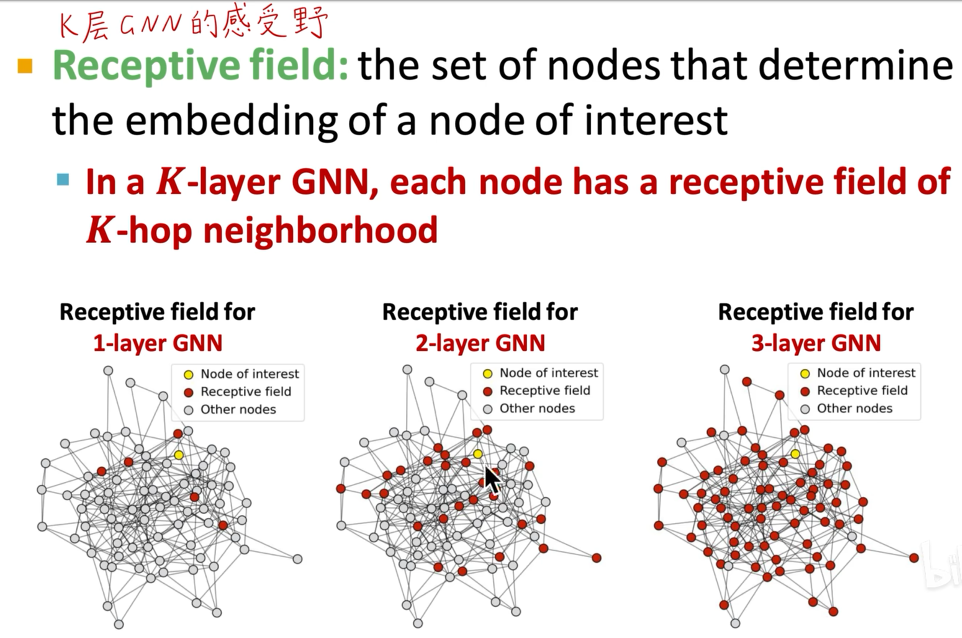 K层GNN的感受野
Receptive field: the set of nodes that determine
the embedding of a node of interest
In a K-layer GNN, each node has a receptive field of
K-hop neighborhood
Receptive field for
1-layer GNN
Node of interest
Receptive field
Other nodes
Receptive field for
2-layer GNN
Node of interest
Receptive field
Other nodes
Receptive field for
3-layer GNN
Node of interest
Receptive field
Other nodes
bi